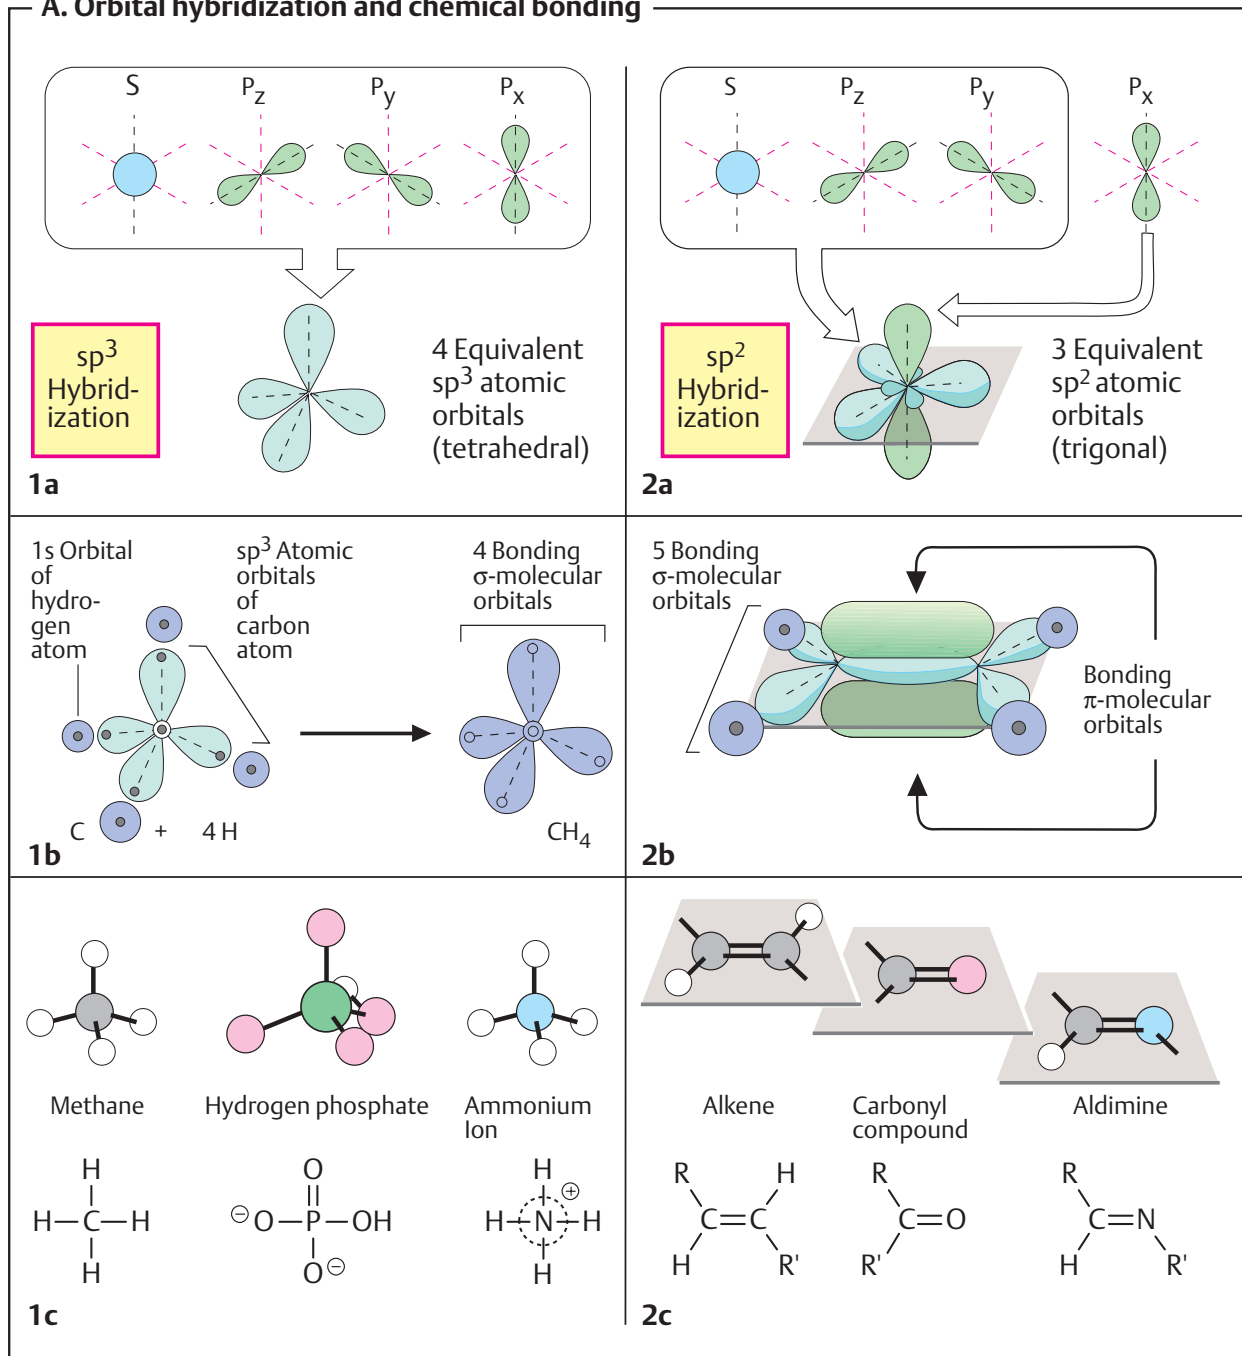 A. Orbital hybridization and chemical bonding
S
Pz
Py
Px
sp3
Hybrid-
ization
4 Equivalent
sp3 atomic
orbitals
(tetrahedral)
1a
S
Pz
Py
Px
sp2
Hybrid-
ization
3 Equivalent
sp2 atomic
orbitals
(trigonal)
2a
1s Orbital
of
hydro-
gen
atom
sp3 Atomic
orbitals
of
carbon
atom
4 Bonding
σ-molecular
orbitals
C + 4 H
CH4
1b
5 Bonding
σ-molecular
orbitals
Bonding
π-molecular
orbitals
2b
Methane
Hydrogen phosphate
Ammonium
Ion
H
H C H
H
O
⊖ O P OH
O ⊖
H ⊕
H N H
H
1c
Alkene
Carbonyl
compound
Aldimine
R H
C=C
H R'
R
C=O
R'
R
C=N
H R'
2c